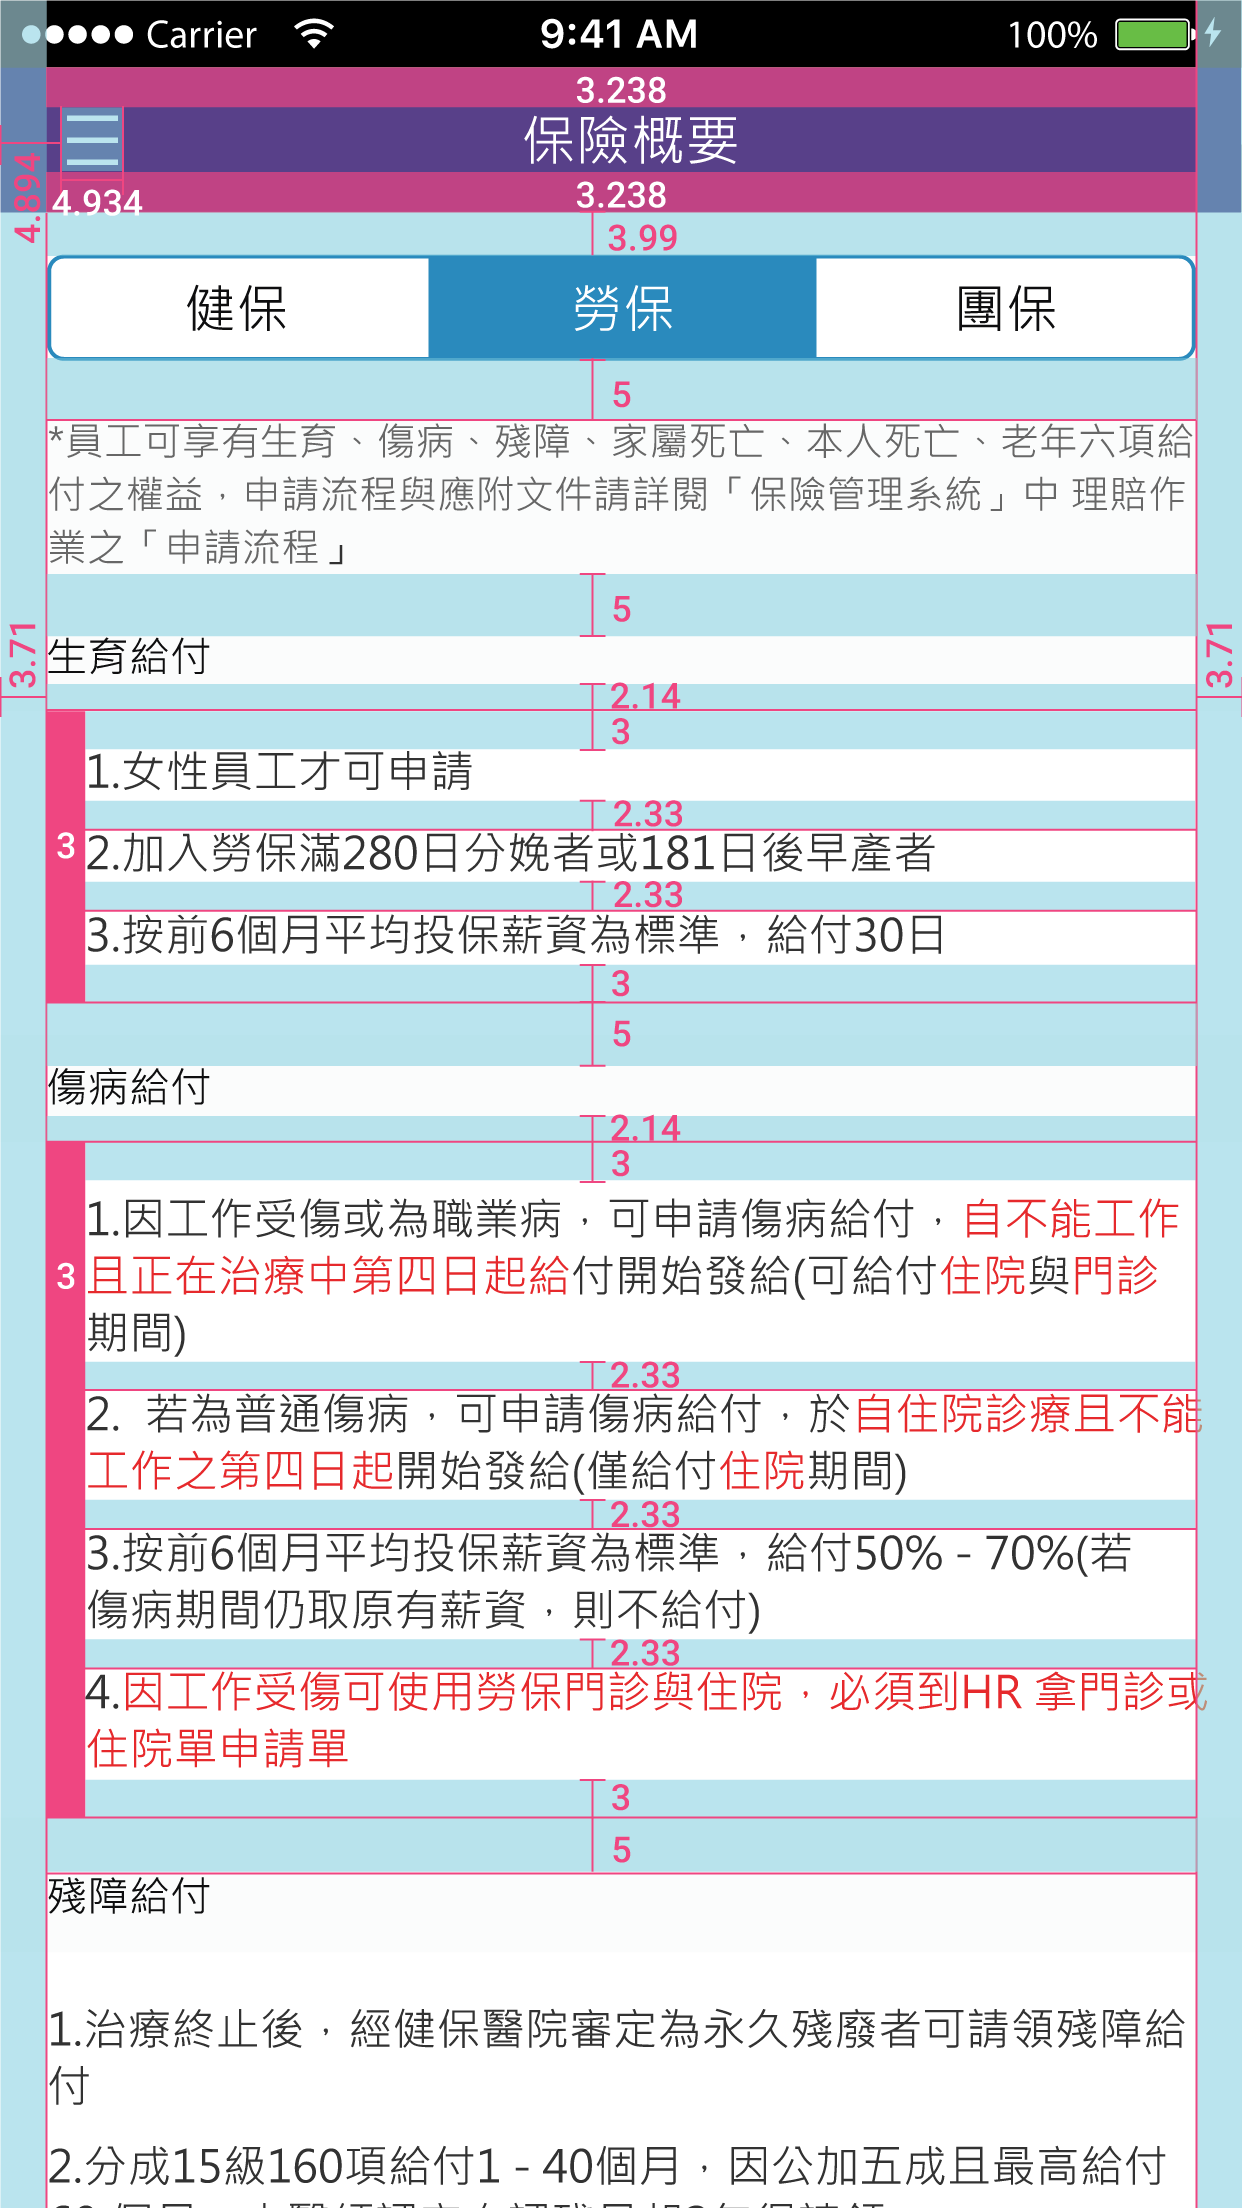 Carrier 9:41 AM 100%
3.238
保險概要
4.894
4.934
3.238
3.99
健保 勞保 團保
5
*員工可享有生育、傷病、殘障、家屬死亡、本人死亡、老年六項給
付之權益，申請流程與應附文件請詳閱「保險管理系統」中 理賠作
業之「申請流程」
5
3.71
3.71
生育給付
2.14
3
1.女性員工才可申請
2.33
3
2.加入勞保滿280日分娩者或181日後早產者
2.33
3.按前6個月平均投保薪資為標準，給付30日
3
5
傷病給付
2.14
3
1.因工作受傷或為職業病，可申請傷病給付，自不能工作
3
且正在治療中第四日起給付開始發給(可給付住院與門診
期間)
2.33
2. 若為普通傷病，可申請傷病給付，於自住院診療且不能
工作之第四日起開始發給(僅給付住院期間)
2.33
3.按前6個月平均投保薪資為標準，給付50% - 70%(若
傷病期間仍取原有薪資，則不給付)
2.33
4.因工作受傷可使用勞保門診與住院，必須到HR 拿門診或
住院單申請單
3
5
殘障給付
1.治療終止後，經健保醫院審定為永久殘廢者可請領殘障給
付
2.分成15級160項給付1 - 40個月，因公加五成且最高給付